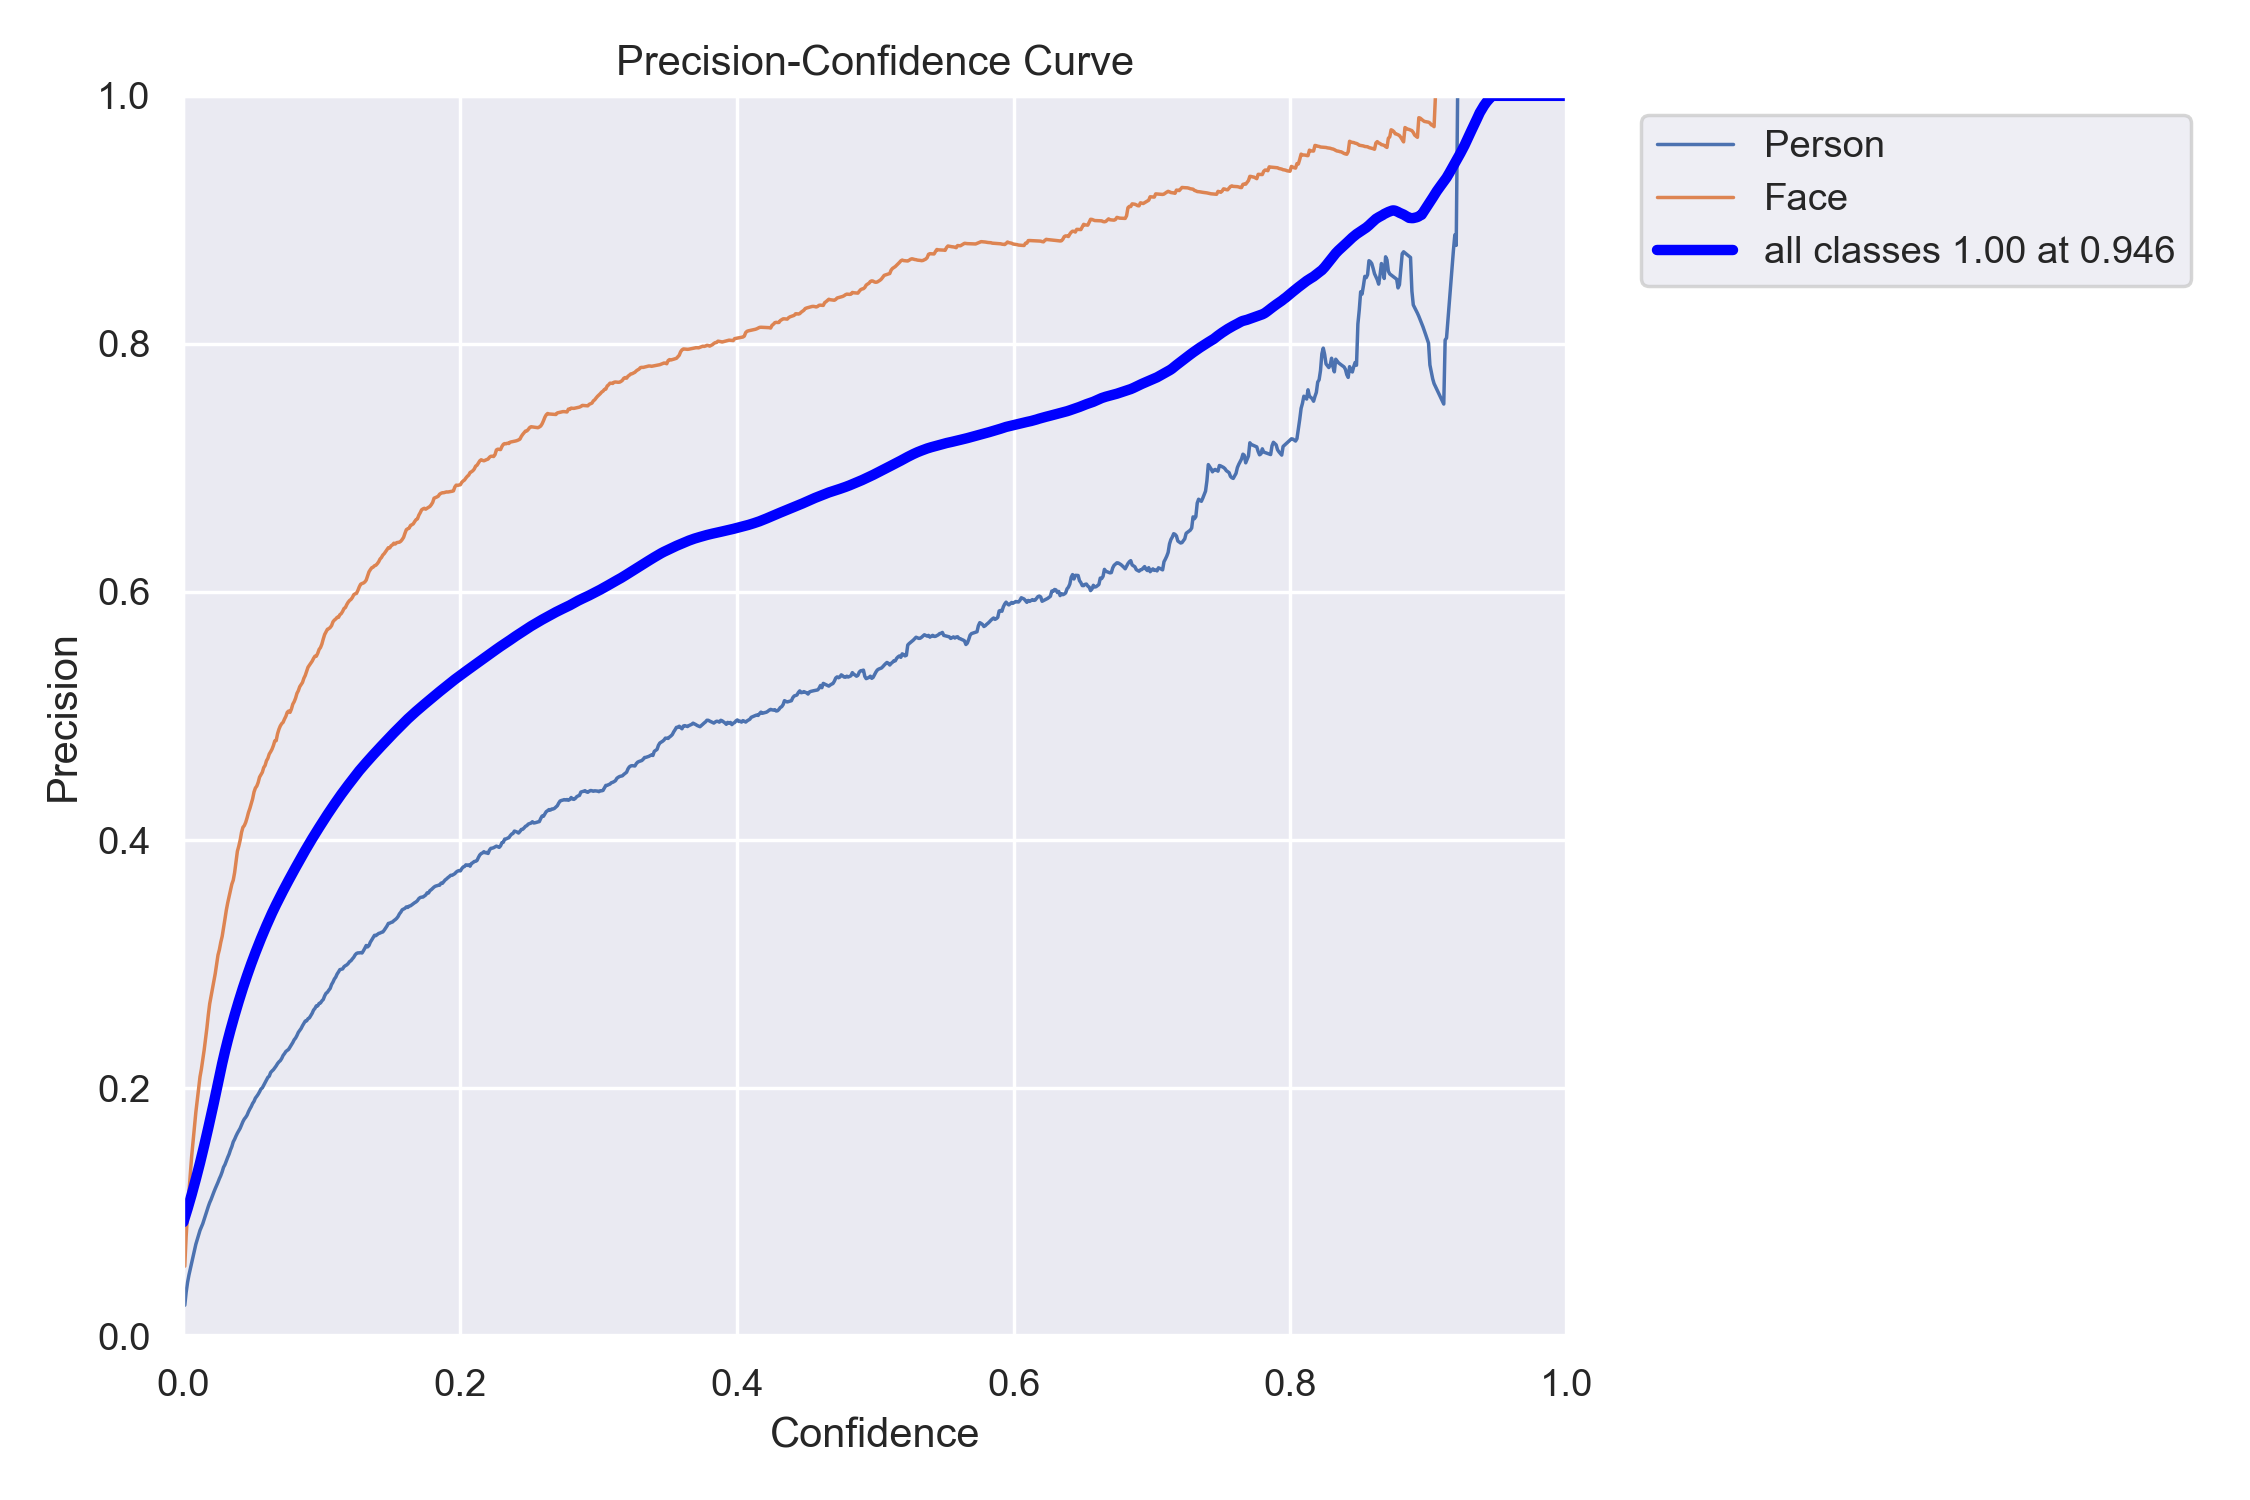 Precision-Confidence Curve
1.0
0.8
0.6
0.4
0.2
0.0
Precision
0.0 0.2 0.4 0.6 0.8 1.0
Confidence
Person
Face
all classes 1.00 at 0.946